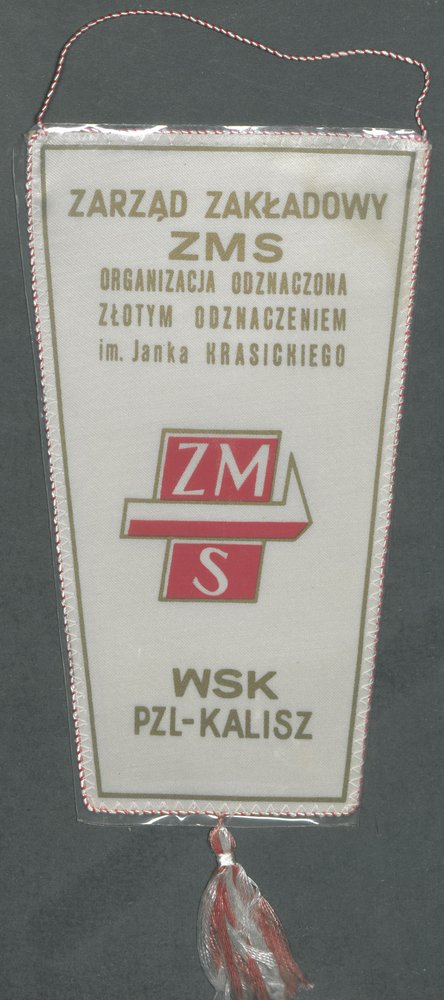 ZARZĄD ZAKŁADOWY
ZMS
ORGANIZACJA ODZNACZONA
ZŁOTYM ODZNACZENIEM
im. Janka KRASICKIEGO
ZM
S
WSK
PZL-KALISZ